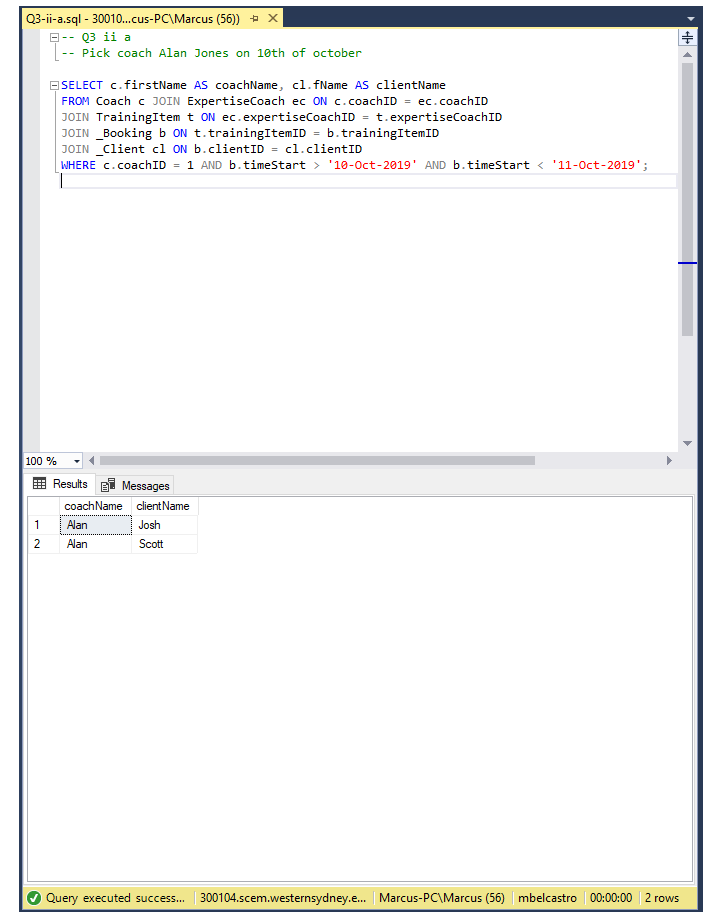 Q3-ii-a.sql - 30010...cus-PC\Marcus (56))
-- Q3 ii a
-- Pick coach Alan Jones on 10th of october
SELECT c.firstName AS coachName, cl.fName AS clientName
FROM Coach c JOIN ExpertiseCoach ec ON c.coachID = ec.coachID
JOIN TrainingItem t ON ec.expertiseCoachID = t.expertiseCoachID
JOIN _Booking b ON t.trainingItemID = b.trainingItemID
JOIN _Client cl ON b.clientID = cl.clientID
WHERE c.coachID = 1 AND b.timeStart > '10-Oct-2019' AND b.timeStart < '11-Oct-2019';
100 %
Results Messages
coachName clientName
1 Alan Josh
2 Alan Scott
Query executed success... 300104.scem.westernsydney.e... Marcus-PC\Marcus (56) mbelcastro 00:00:00 2 rows